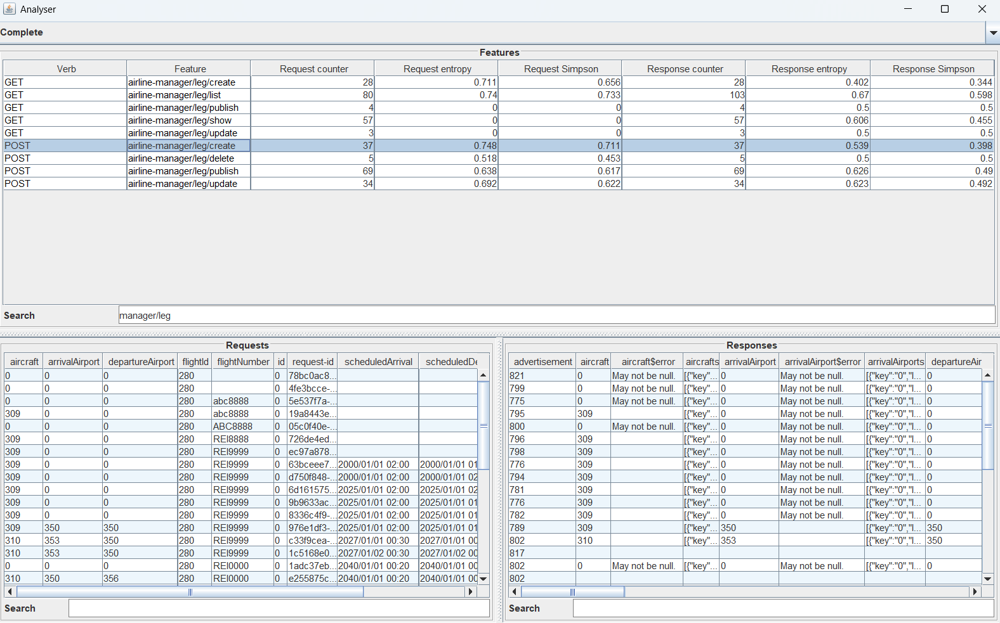 Analyser
Complete
Features
Verb Feature Request counter Request entropy Request Simpson Response counter Response entropy Response Simpson
GET airline-manager/leg/create 28 0.711 0.656 28 0.402 0.344
GET airline-manager/leg/list 80 0.74 0.733 103 0.67 0.598
GET airline-manager/leg/publish 4 0 0 4 0.5 0.5
GET airline-manager/leg/show 57 0 0 57 0.606 0.455
GET airline-manager/leg/update 3 0 0 3 0.5 0.5
POST airline-manager/leg/create 37 0.748 0.711 37 0.539 0.398
POST airline-manager/leg/delete 5 0.518 0.453 5 0.5 0.5
POST airline-manager/leg/publish 69 0.638 0.617 69 0.626 0.49
POST airline-manager/leg/update 34 0.692 0.622 34 0.623 0.492
Search manager/leg
Requests
aircraft arrivalAirport departureAirport flightId flightNumber id request-id scheduledArrival scheduledDe
0 0 0 280 0 78bc0ac8...
0 0 0 280 0 4fe3bcce-...
0 0 0 280 abc8888 0 5e537f7a-...
309 0 0 280 abc8888 0 19a8443e...
0 0 0 280 ABC8888 0 05c0f40e-...
309 0 0 280 REI8888 0 726de4ed...
309 0 0 280 REI9999 0 ec97a878...
309 0 0 280 REI9999 0 63bceee7... 2000/01/01 02:00 2000/01/01 01
309 0 0 280 REI9999 0 d750f848-... 2000/01/01 02:00 2000/01/01 02
309 0 0 280 REI9999 0 6d161575... 2025/01/01 02:00 2025/01/01 02
309 0 0 280 REI9999 0 9b9633ac... 2025/01/01 02:00 2025/01/01 01
309 0 0 280 REI9999 0 8336c4f9-... 2025/01/01 02:00 2025/01/01 01
309 350 350 280 REI9999 0 976e1df3-... 2025/01/01 02:00 2025/01/01 01
310 353 350 280 REI9999 0 c33f9cea-... 2027/01/01 00:30 2027/01/01 00
310 353 350 280 REI9999 0 1c5168e0... 2027/01/02 00:30 2027/01/02 00
0 0 0 280 REI0000 0 1adc37eb... 2040/01/01 00:20 2040/01/01 00
310 350 356 280 REI0000 0 e255875c... 2040/01/01 00:20 2040/01/01 00
Search
Responses
advertisement aircraft aircraft$error aircrafts arrivalAirport arrivalAirport$error arrivalAirports departureAir
821 0 May not be null. [{"key"... 0 May not be null. [{"key":"0","l... 0
799 0 May not be null. [{"key"... 0 May not be null. [{"key":"0","l... 0
775 0 May not be null. [{"key"... 0 May not be null. [{"key":"0","l... 0
795 309 [{"key"... 0 May not be null. [{"key":"0","l... 0
800 0 May not be null. [{"key"... 0 May not be null. [{"key":"0","l... 0
796 309 [{"key"... 0 May not be null. [{"key":"0","l... 0
798 309 [{"key"... 0 May not be null. [{"key":"0","l... 0
776 309 [{"key"... 0 May not be null. [{"key":"0","l... 0
794 309 [{"key"... 0 May not be null. [{"key":"0","l... 0
781 309 [{"key"... 0 May not be null. [{"key":"0","l... 0
776 309 [{"key"... 0 May not be null. [{"key":"0","l... 0
782 309 [{"key"... 0 May not be null. [{"key":"0","l... 0
789 309 [{"key"... 350 [{"key":"0","l... 350
802 310 [{"key"... 353 [{"key":"0","l... 350
817
802 0 May not be null. [{"key"... 0 May not be null. [{"key":"0","l... 0
802
Search